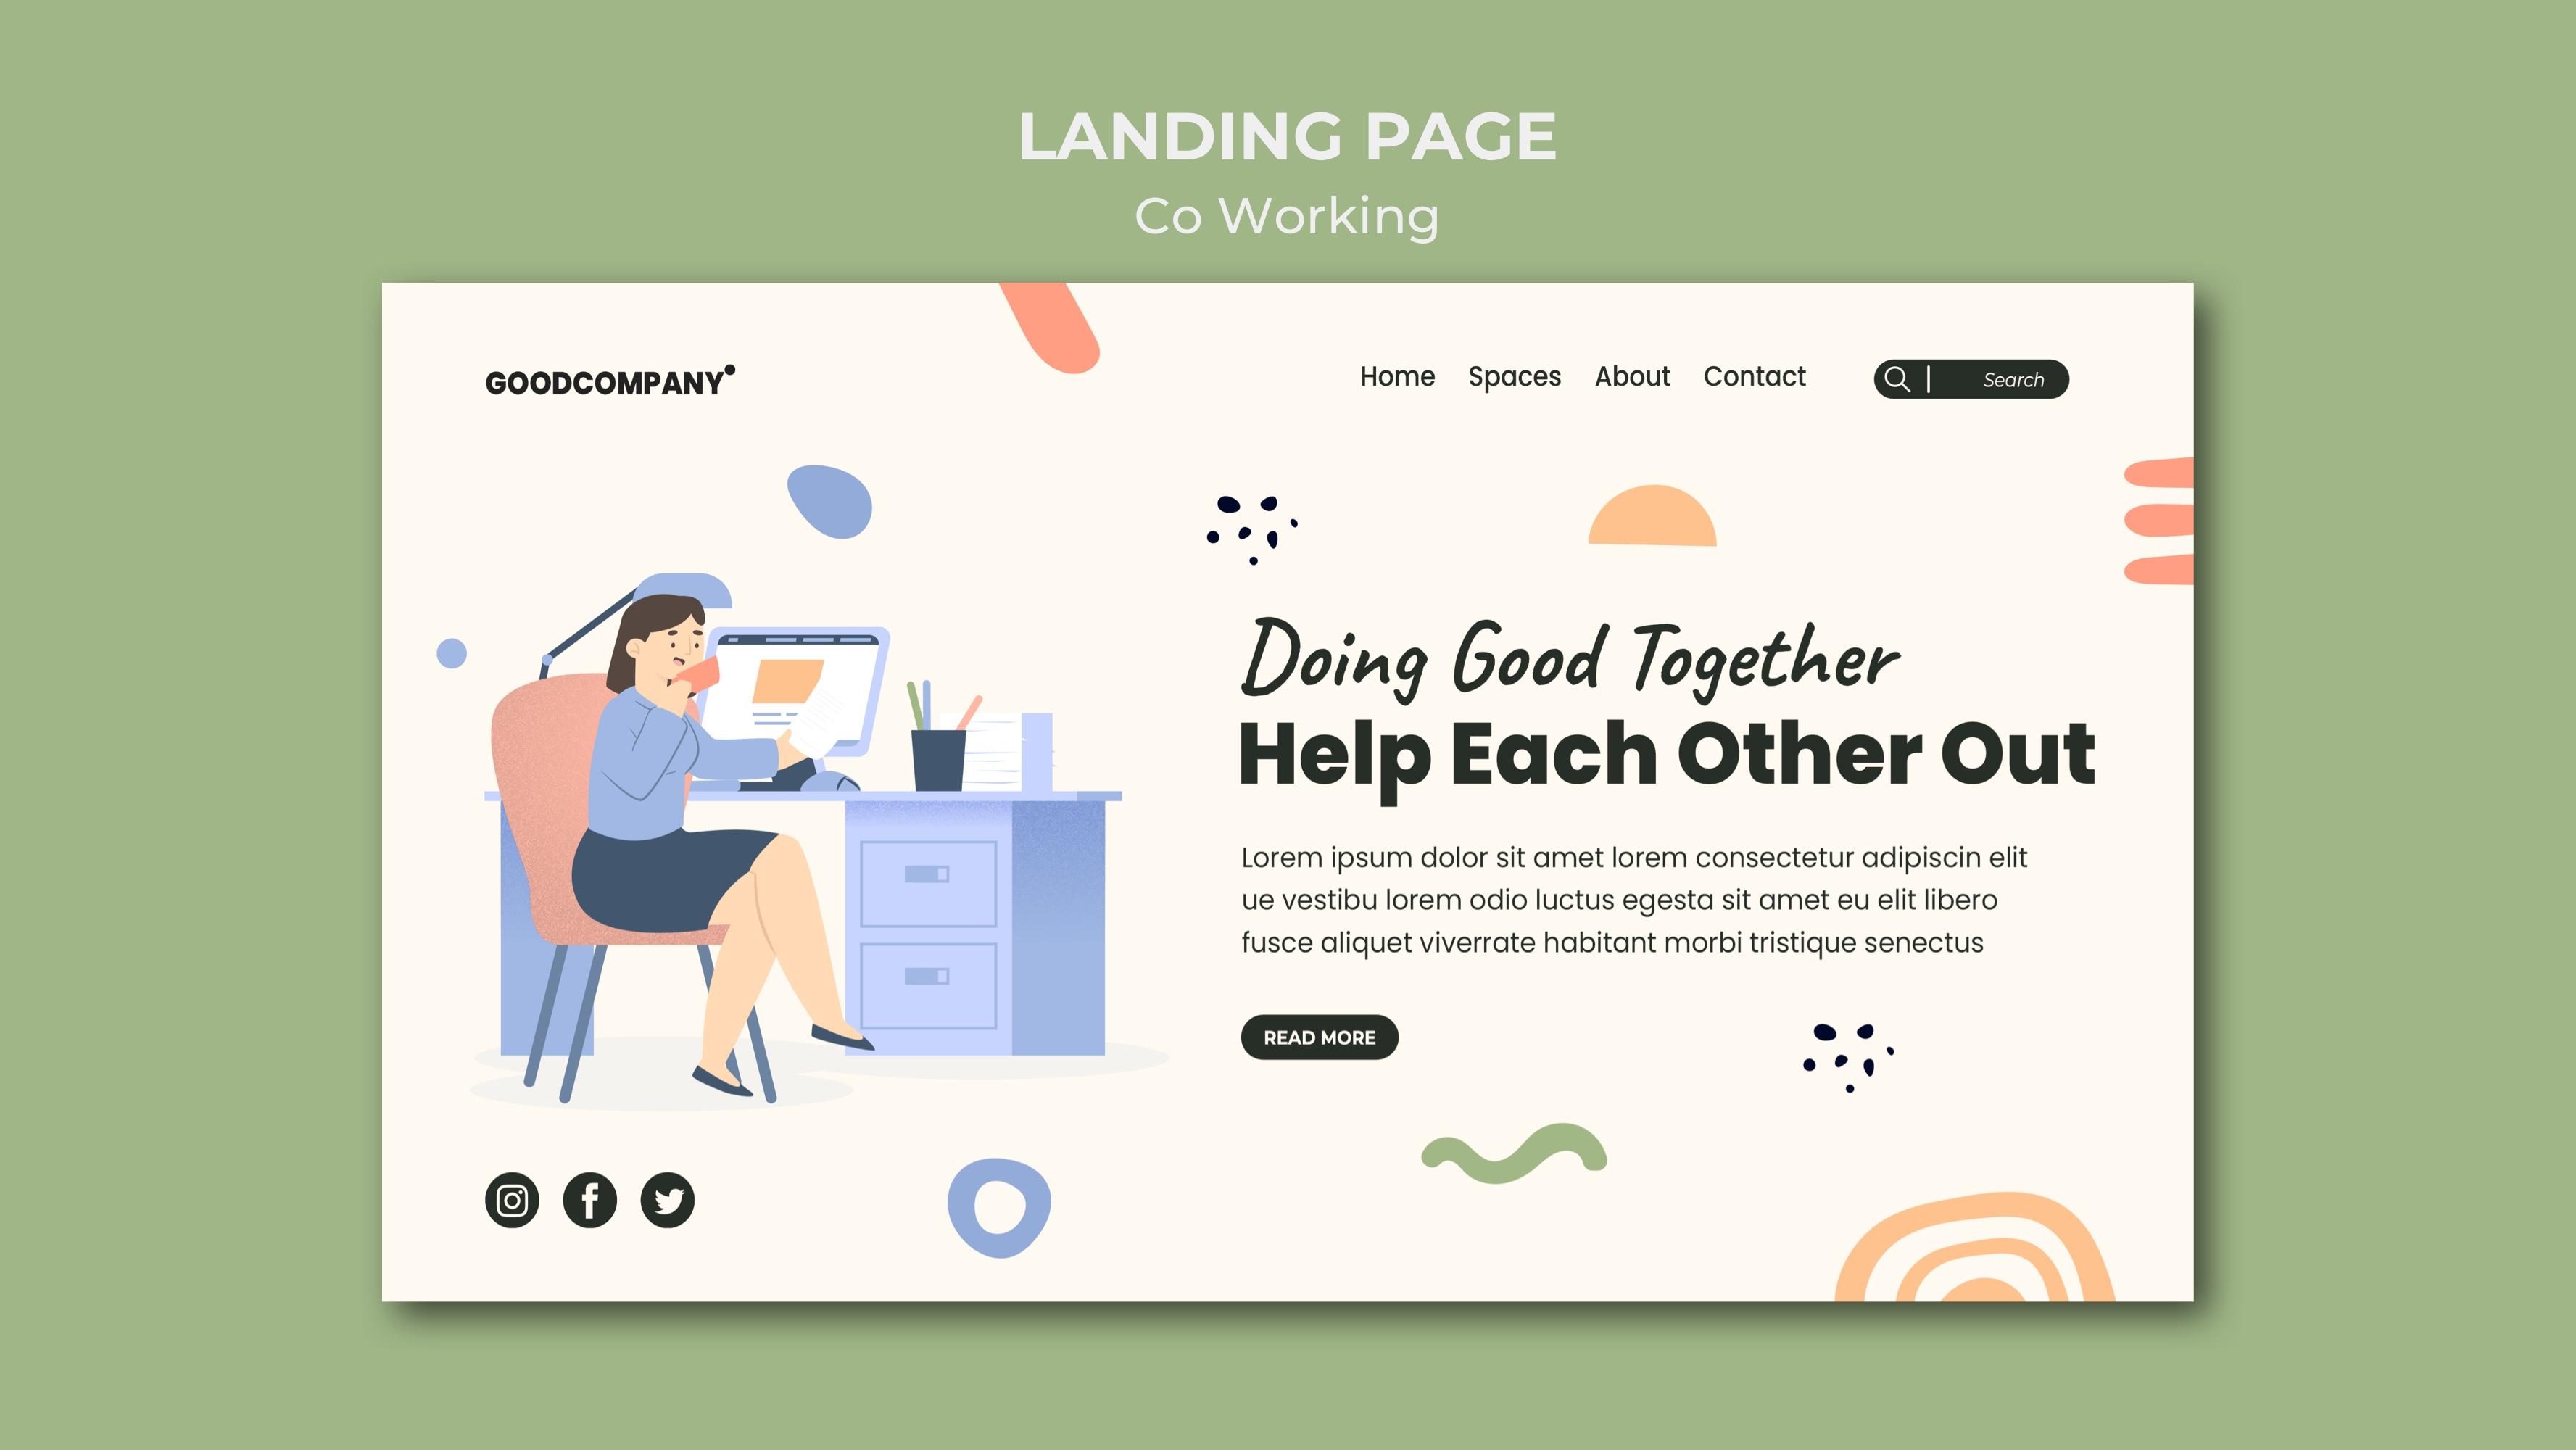 LANDING PAGE
Co Working
GOODCOMPANY
Home Spaces About Contact Search
Doing Good Together
Help Each Other Out
Lorem ipsum dolor sit amet lorem consectetur adipiscin elit
ue vestibu lorem odio luctus egesta sit amet eu elit libero
fusce aliquet viverrate habitant morbi tristique senectus
READ MORE